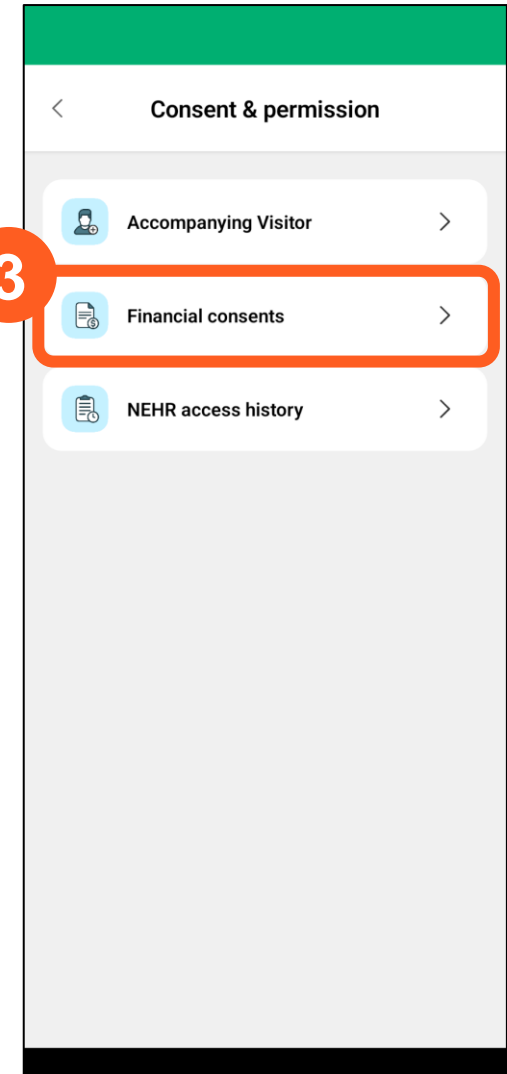 Consent & permission
Accompanying Visitor
3
Financial consents
NEHR access history